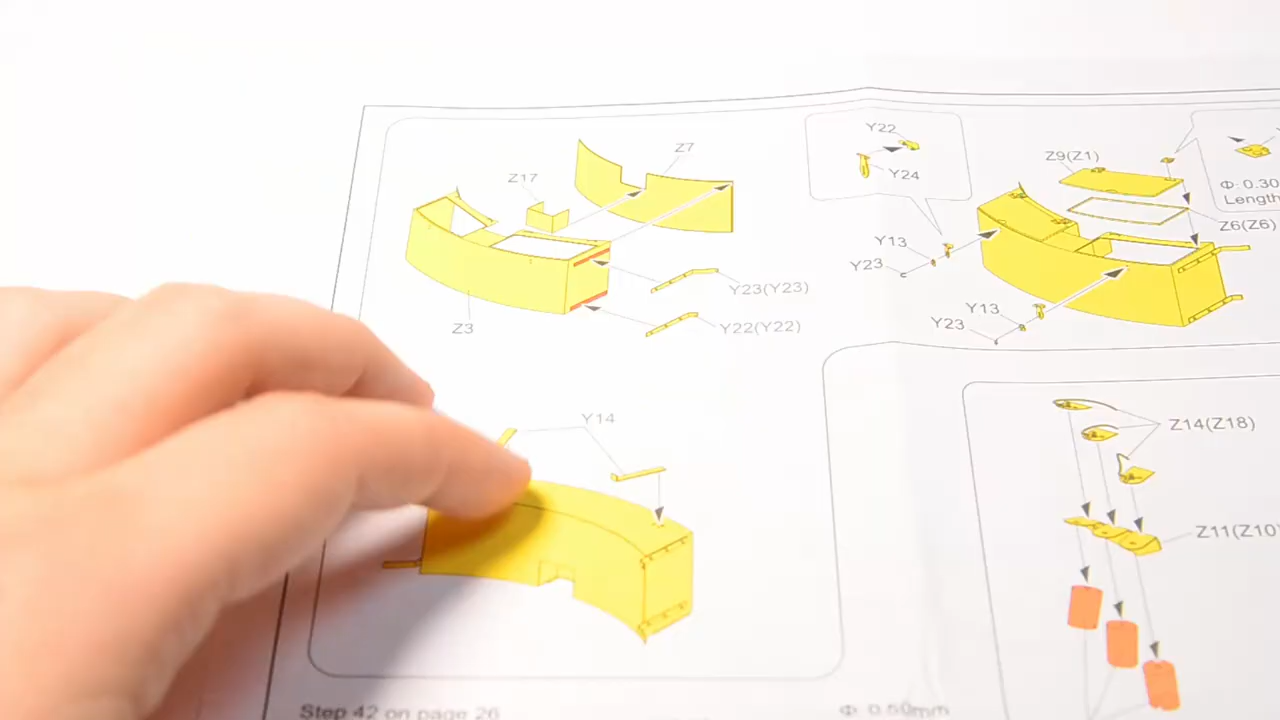 Z7
Z17
Y23(Y23)
Y22(Y22)
Z3
Y22
Y24
Z9(Z1)
Φ 0.30
Length
Z6(Z6)
Y13
Y23
Y13
Y23
Y14
Z14(Z18)
Z11(Z10
Step 42 on page 26
Φ 0.50mm